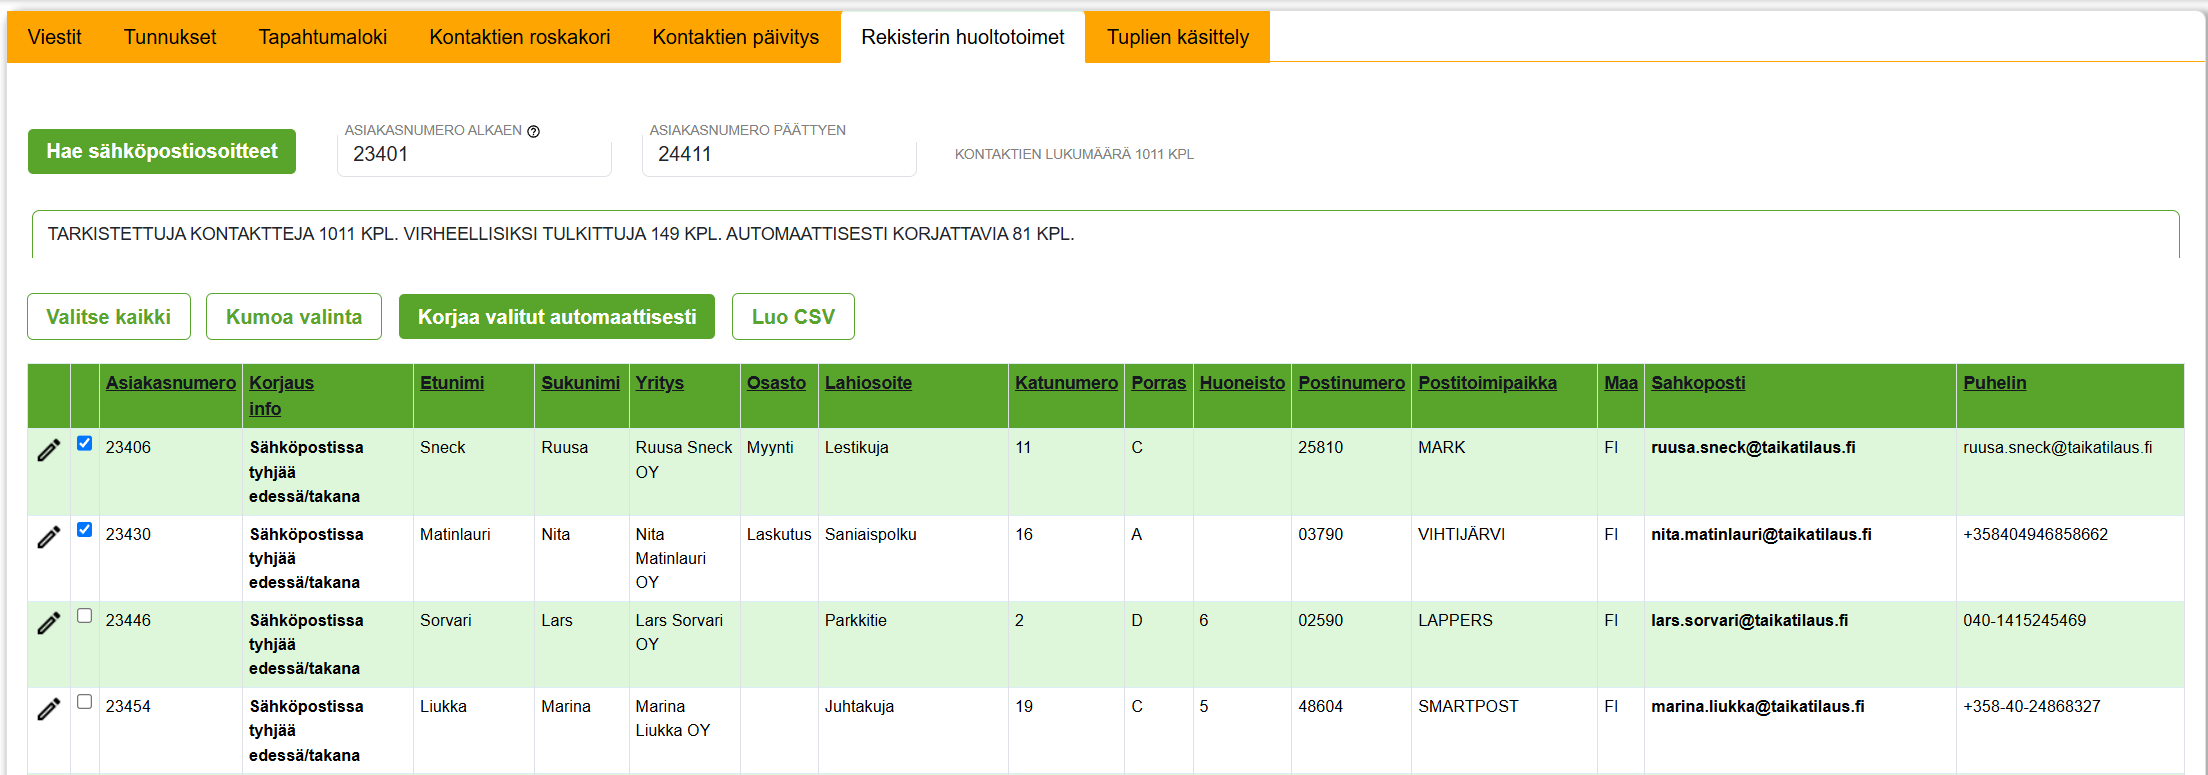 Viestit Tunnukset Tapahtumaloki Kontaktien roskakori Kontaktien päivitys Rekisterin huoltotoimet Tuplien käsittely
ASIAKASNUMERO ALKAEN ASIAKASNUMERO PÄÄTTYEN
Hae sähköpostiosoitteet 23401 24411 KONTAKTIEN LUKUMÄÄRÄ 1011 KPL
TARKISTETTUJA KONTAKTTEJA 1011 KPL. VIRHEELLISIKSI TULKITTUJA 149 KPL. AUTOMAATTISESTI KORJATTAVIA 81 KPL.
Valitse kaikki Kumoa valinta Korjaa valitut automaattisesti Luo CSV
Asiakasnumero Korjaus Etunimi Sukunimi Yritys Osasto Lahiosoite Katunumero Porras Huoneisto Postinumero Postitoimipaikka Maa Sahkoposti Puhelin
info
23406 Sähköpostissa Sneck Ruusa Ruusa Sneck Myynti Lestikuja 11 C 25810 MARK FI ruusa.sneck@taikatilaus.fi ruusa.sneck@taikatilaus.fi
tyhjää OY
edessä/takana
23430 Sähköpostissa Matinlauri Nita Nita Laskutus Saniaispolku 16 A 03790 VIHTIJÄRVI FI nita.matinlauri@taikatilaus.fi +358404946858662
tyhjää Matinlauri
edessä/takana OY
23446 Sähköpostissa Sorvari Lars Lars Sorvari Parkkitie 2 D 6 02590 LAPPERS FI lars.sorvari@taikatilaus.fi 040-1415245469
tyhjää OY
edessä/takana
23454 Sähköpostissa Liukka Marina Marina Juhtakuja 19 C 5 48604 SMARTPOST FI marina.liukka@taikatilaus.fi +358-40-24868327
tyhjää Liukka OY
edessä/takana